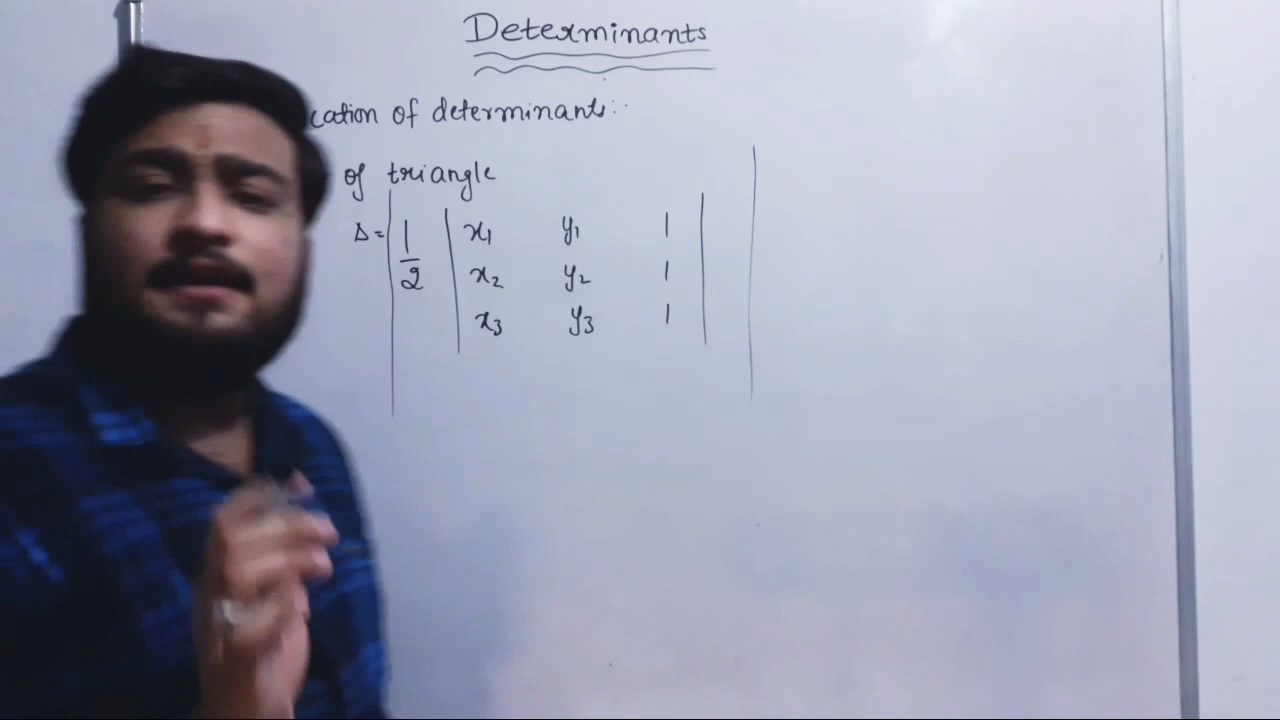 Determinants
cation of determinants:
of triangle
Δ = | 1/2 | x₁ y₁ 1 |
x₂ y₂ 1
x₃ y₃ 1 | |